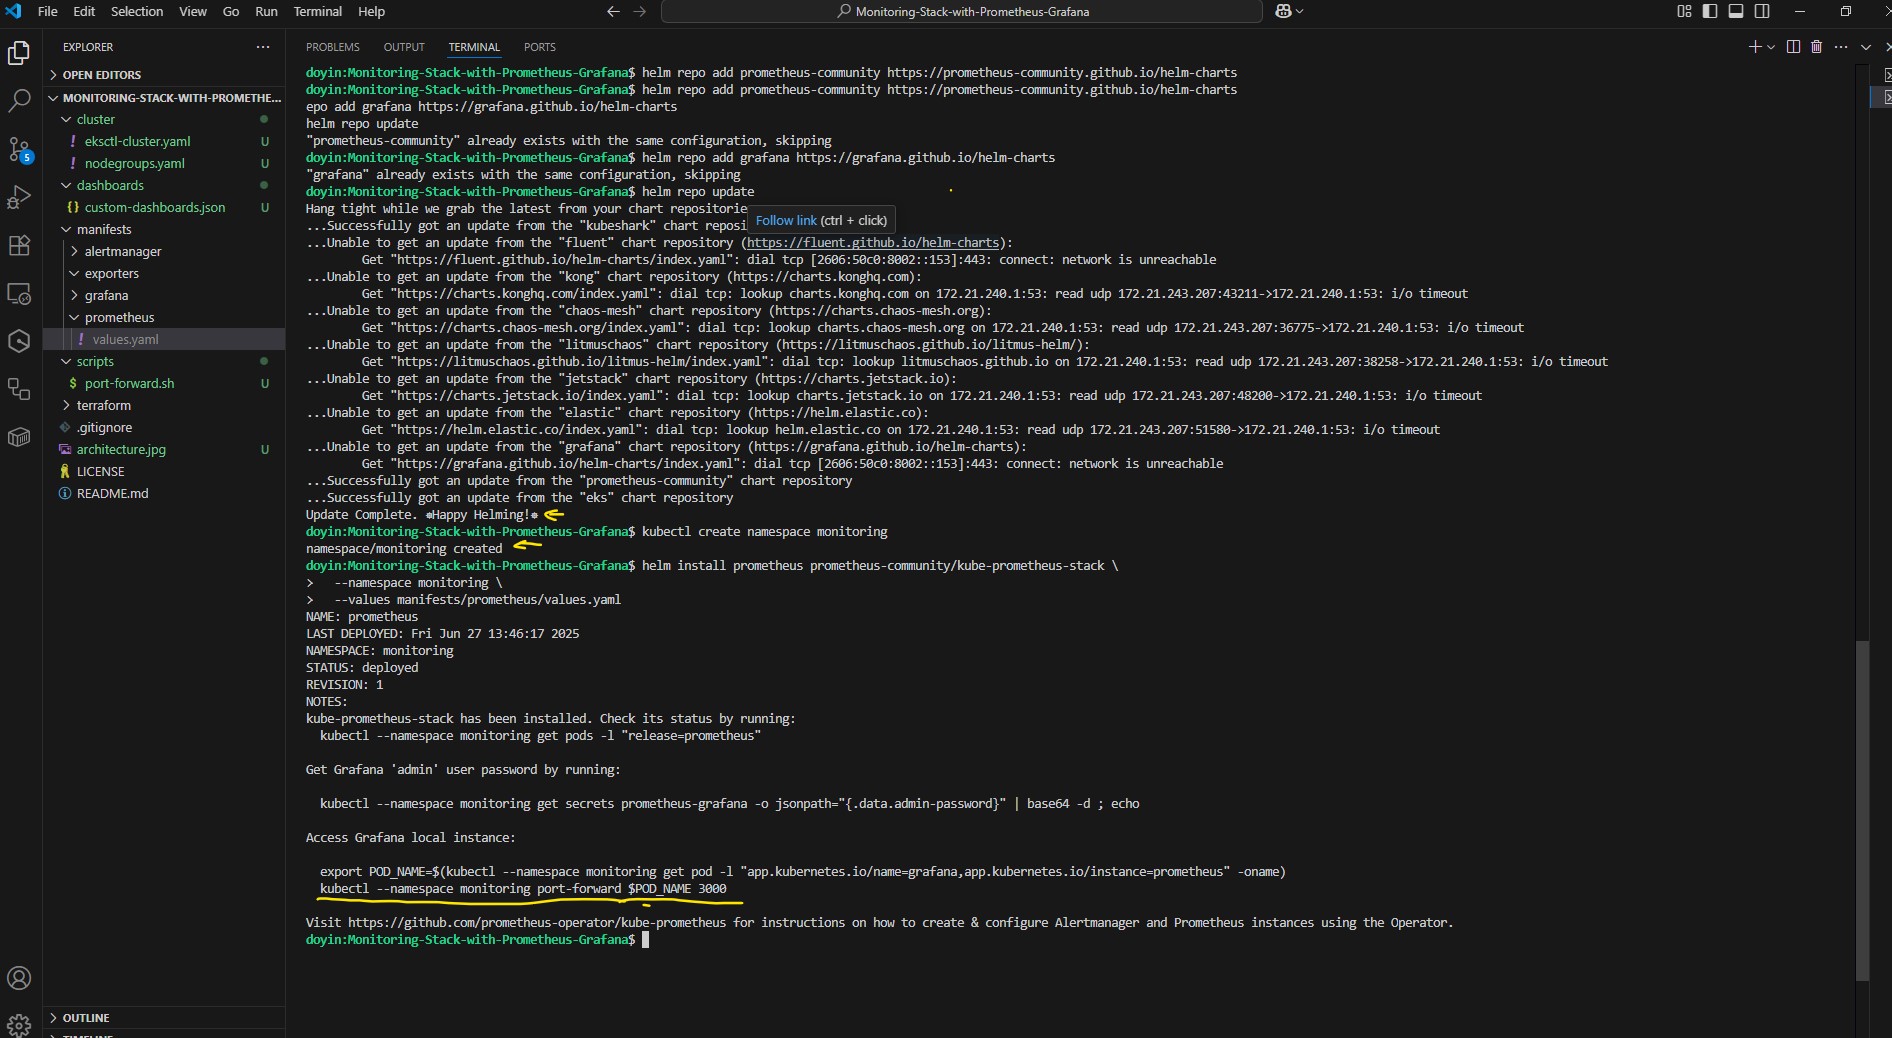 File Edit Selection View Go Run Terminal Help
Monitoring-Stack-with-Prometheus-Grafana
EXPLORER
OPEN EDITORS
MONITORING-STACK-WITH-PROMETHE...
cluster
eksctl-cluster.yaml U
nodegroups.yaml U
dashboards
custom-dashboards.json U
manifests
alertmanager
exporters
grafana
prometheus
values.yaml
scripts
port-forward.sh U
terraform
.gitignore
architecture.jpg U
LICENSE
README.md
5
OUTLINE
PROBLEMS OUTPUT TERMINAL PORTS
doyin:Monitoring-Stack-with-Prometheus-Grafana$ helm repo add prometheus-community https://prometheus-community.github.io/helm-charts
doyin:Monitoring-Stack-with-Prometheus-Grafana$ helm repo add prometheus-community https://prometheus-community.github.io/helm-charts
epo add grafana https://grafana.github.io/helm-charts
helm repo update
"prometheus-community" already exists with the same configuration, skipping
doyin:Monitoring-Stack-with-Prometheus-Grafana$ helm repo add grafana https://grafana.github.io/helm-charts
"grafana" already exists with the same configuration, skipping
doyin:Monitoring-Stack-with-Prometheus-Grafana$ helm repo update
Hang tight while we grab the latest from your chart repositorie
Follow link (ctrl + click)
...Successfully got an update from the "kubeshark" chart reposi
...Unable to get an update from the "fluent" chart repository (https://fluent.github.io/helm-charts):
Get "https://fluent.github.io/helm-charts/index.yaml": dial tcp [2606:50c0:8002::153]:443: connect: network is unreachable
...Unable to get an update from the "kong" chart repository (https://charts.konghq.com):
Get "https://charts.konghq.com/index.yaml": dial tcp: lookup charts.konghq.com on 172.21.240.1:53: read udp 172.21.243.207:43211->172.21.240.1:53: i/o timeout
...Unable to get an update from the "chaos-mesh" chart repository (https://charts.chaos-mesh.org):
Get "https://charts.chaos-mesh.org/index.yaml": dial tcp: lookup charts.chaos-mesh.org on 172.21.240.1:53: read udp 172.21.243.207:36775->172.21.240.1:53: i/o timeout
...Unable to get an update from the "litmuschaos" chart repository (https://litmuschaos.github.io/litmus-helm/):
Get "https://litmuschaos.github.io/litmus-helm/index.yaml": dial tcp: lookup litmuschaos.github.io on 172.21.240.1:53: read udp 172.21.243.207:38258->172.21.240.1:53: i/o timeout
...Unable to get an update from the "jetstack" chart repository (https://charts.jetstack.io):
Get "https://charts.jetstack.io/index.yaml": dial tcp: lookup charts.jetstack.io on 172.21.240.1:53: read udp 172.21.243.207:48200->172.21.240.1:53: i/o timeout
...Unable to get an update from the "elastic" chart repository (https://helm.elastic.co):
Get "https://helm.elastic.co/index.yaml": dial tcp: lookup helm.elastic.co on 172.21.240.1:53: read udp 172.21.243.207:51580->172.21.240.1:53: i/o timeout
...Unable to get an update from the "grafana" chart repository (https://grafana.github.io/helm-charts):
Get "https://grafana.github.io/helm-charts/index.yaml": dial tcp [2606:50c0:8002::153]:443: connect: network is unreachable
...Successfully got an update from the "prometheus-community" chart repository
...Successfully got an update from the "eks" chart repository
Update Complete. ⎈Happy Helming!⎈
doyin:Monitoring-Stack-with-Prometheus-Grafana$ kubectl create namespace monitoring
namespace/monitoring created
doyin:Monitoring-Stack-with-Prometheus-Grafana$ helm install prometheus prometheus-community/kube-prometheus-stack \
> --namespace monitoring \
> --values manifests/prometheus/values.yaml
NAME: prometheus
LAST DEPLOYED: Fri Jun 27 13:46:17 2025
NAMESPACE: monitoring
STATUS: deployed
REVISION: 1
NOTES:
kube-prometheus-stack has been installed. Check its status by running:
kubectl --namespace monitoring get pods -l "release=prometheus"
Get Grafana 'admin' user password by running:
kubectl --namespace monitoring get secrets prometheus-grafana -o jsonpath="{.data.admin-password}" | base64 -d ; echo
Access Grafana local instance:
export POD_NAME=$(kubectl --namespace monitoring get pod -l "app.kubernetes.io/name=grafana,app.kubernetes.io/instance=prometheus" -oname)
kubectl --namespace monitoring port-forward $POD_NAME 3000
Visit https://github.com/prometheus-operator/kube-prometheus for instructions on how to create & configure Alertmanager and Prometheus instances using the Operator.
doyin:Monitoring-Stack-with-Prometheus-Grafana$